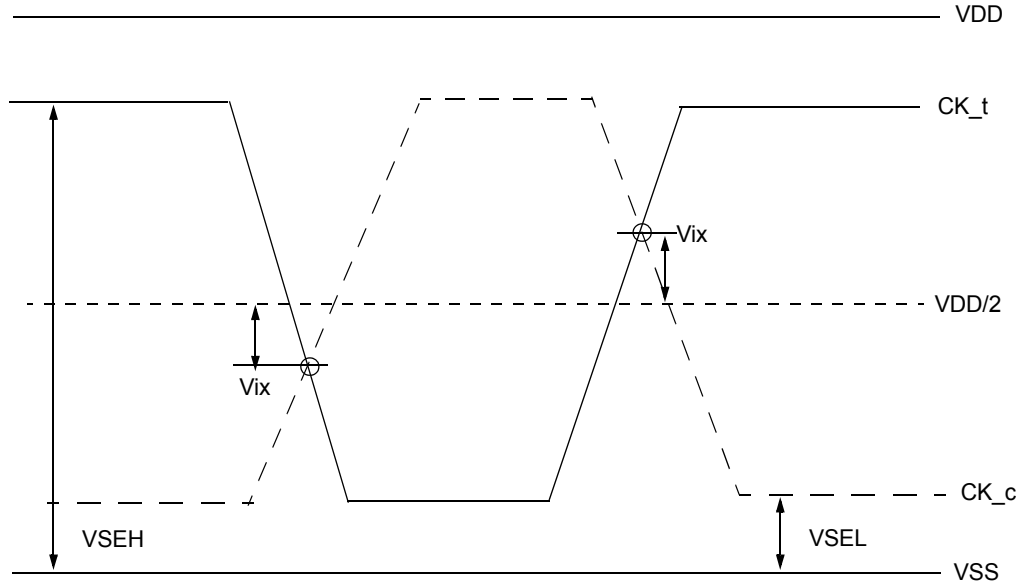 VDD
CK_t
Vix
VDD/2
Vix
CK_c
VSEH
VSEL
VSS